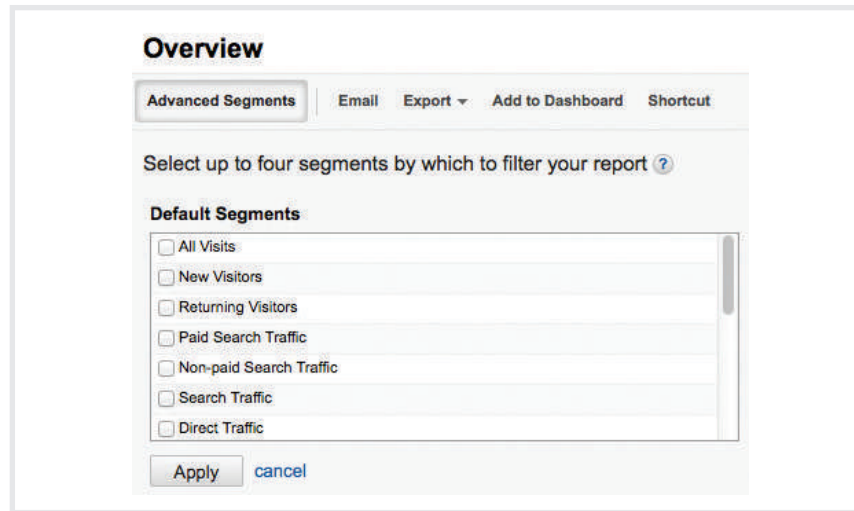 Overview
Advanced Segments Email Export Add to Dashboard Shortcut
Select up to four segments by which to filter your report ?
Default Segments
All Visits
New Visitors
Returning Visitors
Paid Search Traffic
Non-paid Search Traffic
Search Traffic
Direct Traffic
Apply cancel